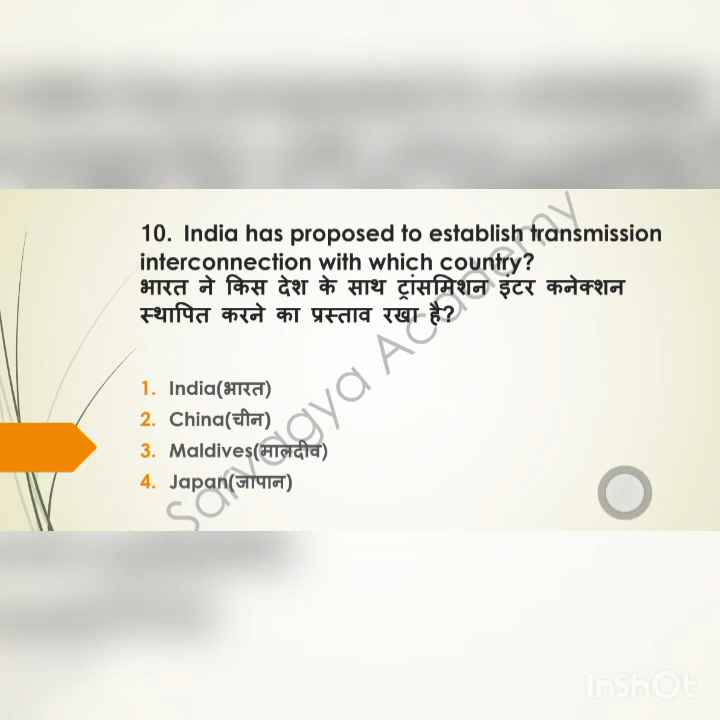 10. India has proposed to establish transmission
interconnection with which country?
भारत ने किस देश के साथ ट्रांसमिशन इंटर कनेक्शन
स्थापित करने का प्रस्ताव रखा है?
1. India(भारत)
2. China(चीन)
3. Maldives(मालदीव)
4. Japan(जापान)
Sarvagya Academy
InShOt